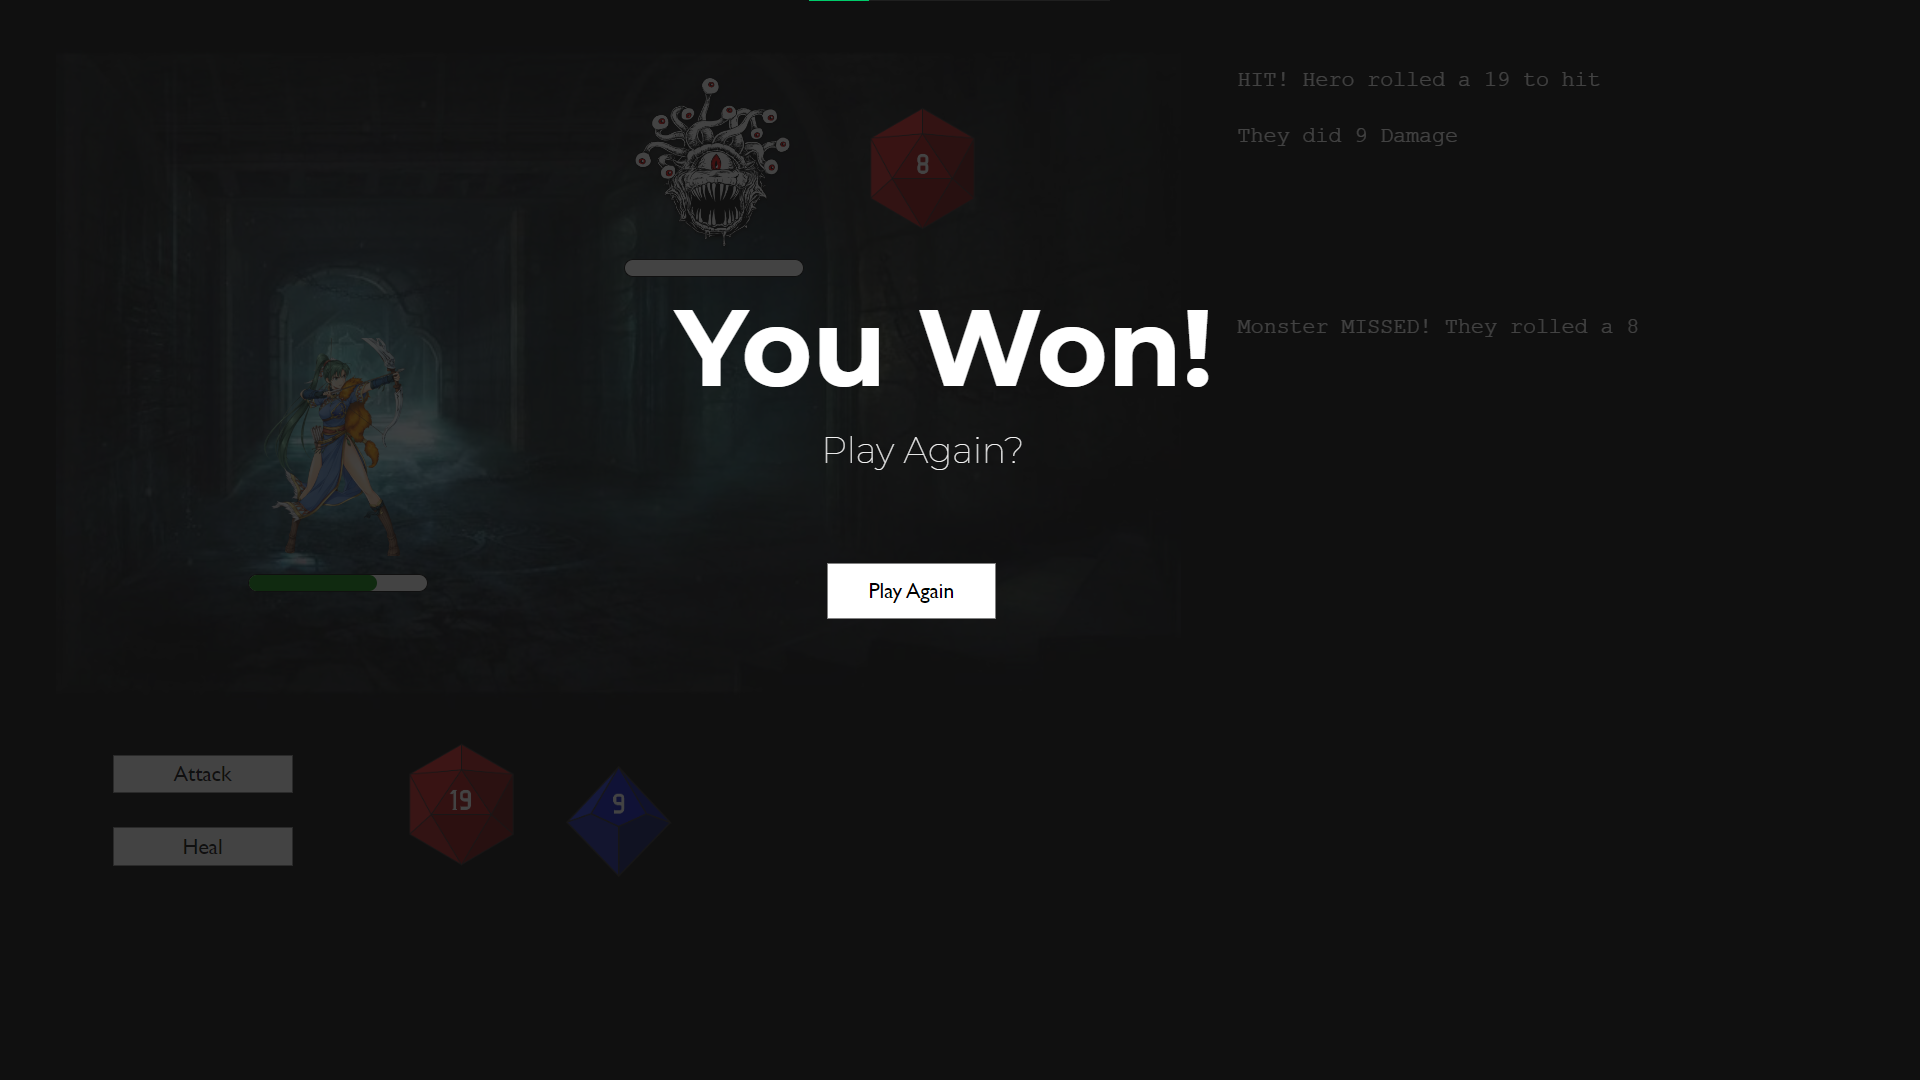 HIT! Hero rolled a 19 to hit
They did 9 Damage
8
Monster MISSED! They rolled a 8
You Won!
Play Again?
Play Again
Attack
Heal
19
9